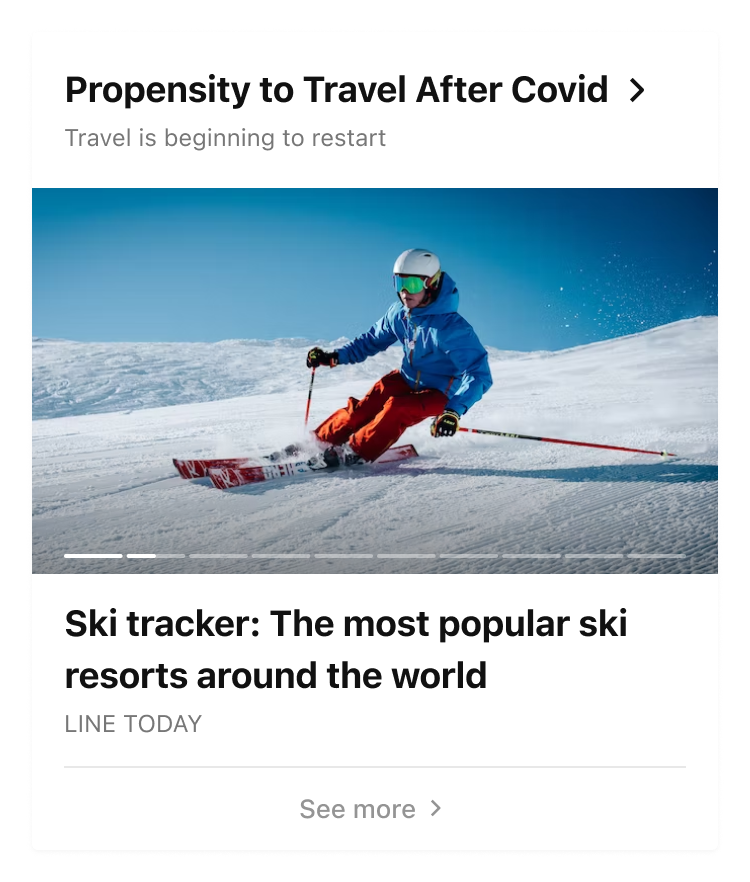 Propensity to Travel After Covid
Travel is beginning to restart
Ski tracker: The most popular ski
resorts around the world
LINE TODAY
See more